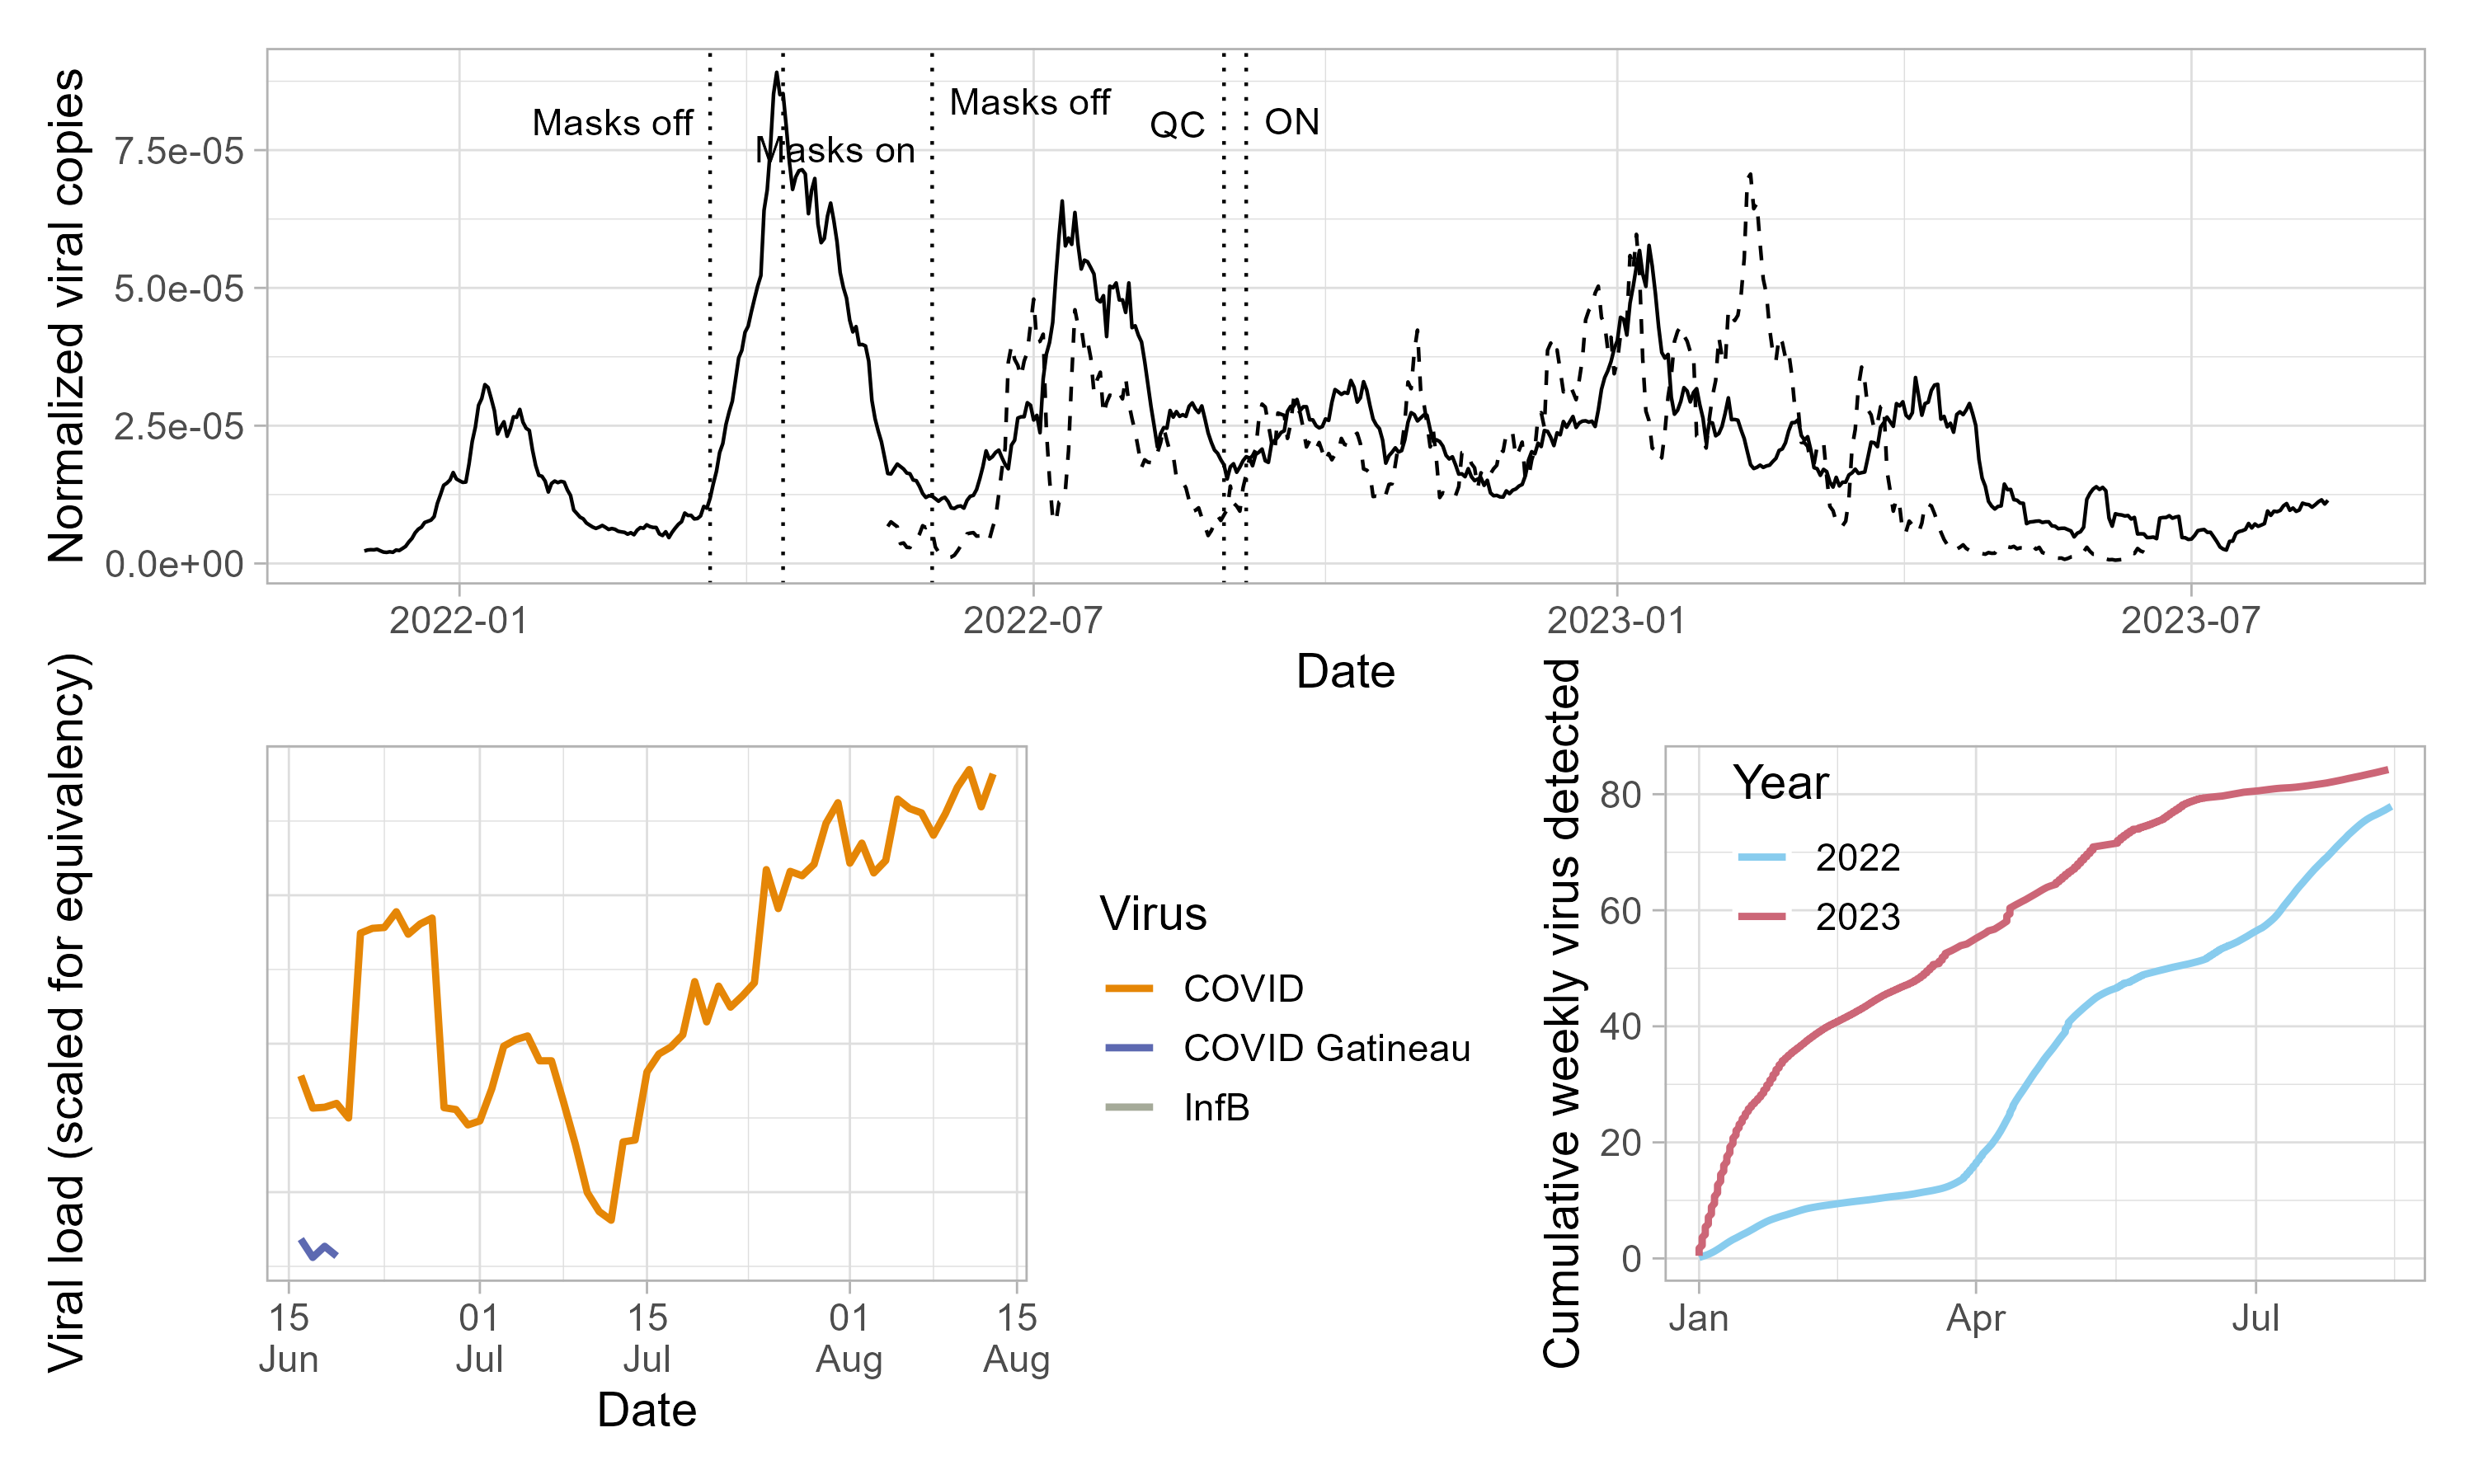 Normalized viral copies
7.5e-05
5.0e-05
2.5e-05
0.0e+00
Masks off
Masks on
Masks off
QC
ON
2022-01
2022-07
2023-01
2023-07
Date
Viral load (scaled for equivalency)
15
Jun
01
Jul
15
Jul
01
Aug
15
Aug
Date
Virus
COVID
COVID Gatineau
InfB
Cumulative weekly virus detected
80
60
40
20
0
Year
2022
2023
Jan
Apr
Jul